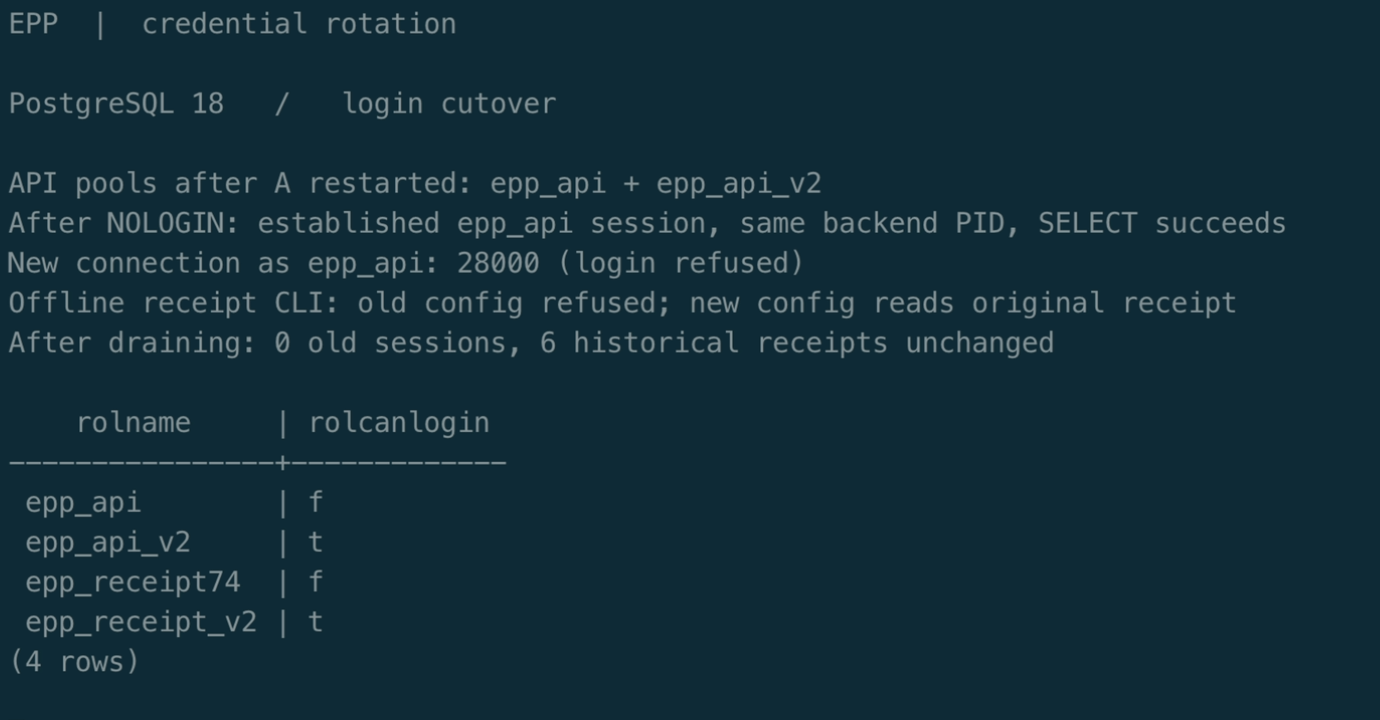 EPP | credential rotation
PostgreSQL 18 / login cutover
API pools after A restarted: epp_api + epp_api_v2
After NOLOGIN: established epp_api session, same backend PID, SELECT succeeds
New connection as epp_api: 28000 (login refused)
Offline receipt CLI: old config refused; new config reads original receipt
After draining: 0 old sessions, 6 historical receipts unchanged
rolname | rolcanlogin
----------------+-------------
epp_api | f
epp_api_v2 | t
epp_receipt74 | f
epp_receipt_v2 | t
(4 rows)